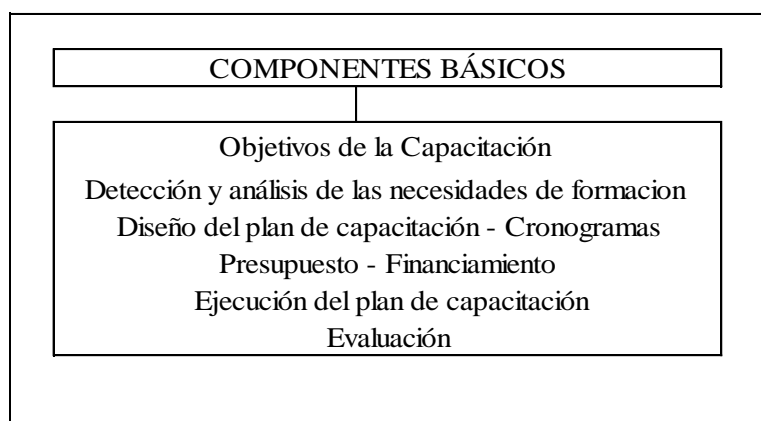 COMPONENTES BÁSICOS
Objetivos de la Capacitación
Detección y análisis de las necesidades de formacion
Diseño del plan de capacitación - Cronogramas
Presupuesto - Financiamiento
Ejecución del plan de capacitación
Evaluación